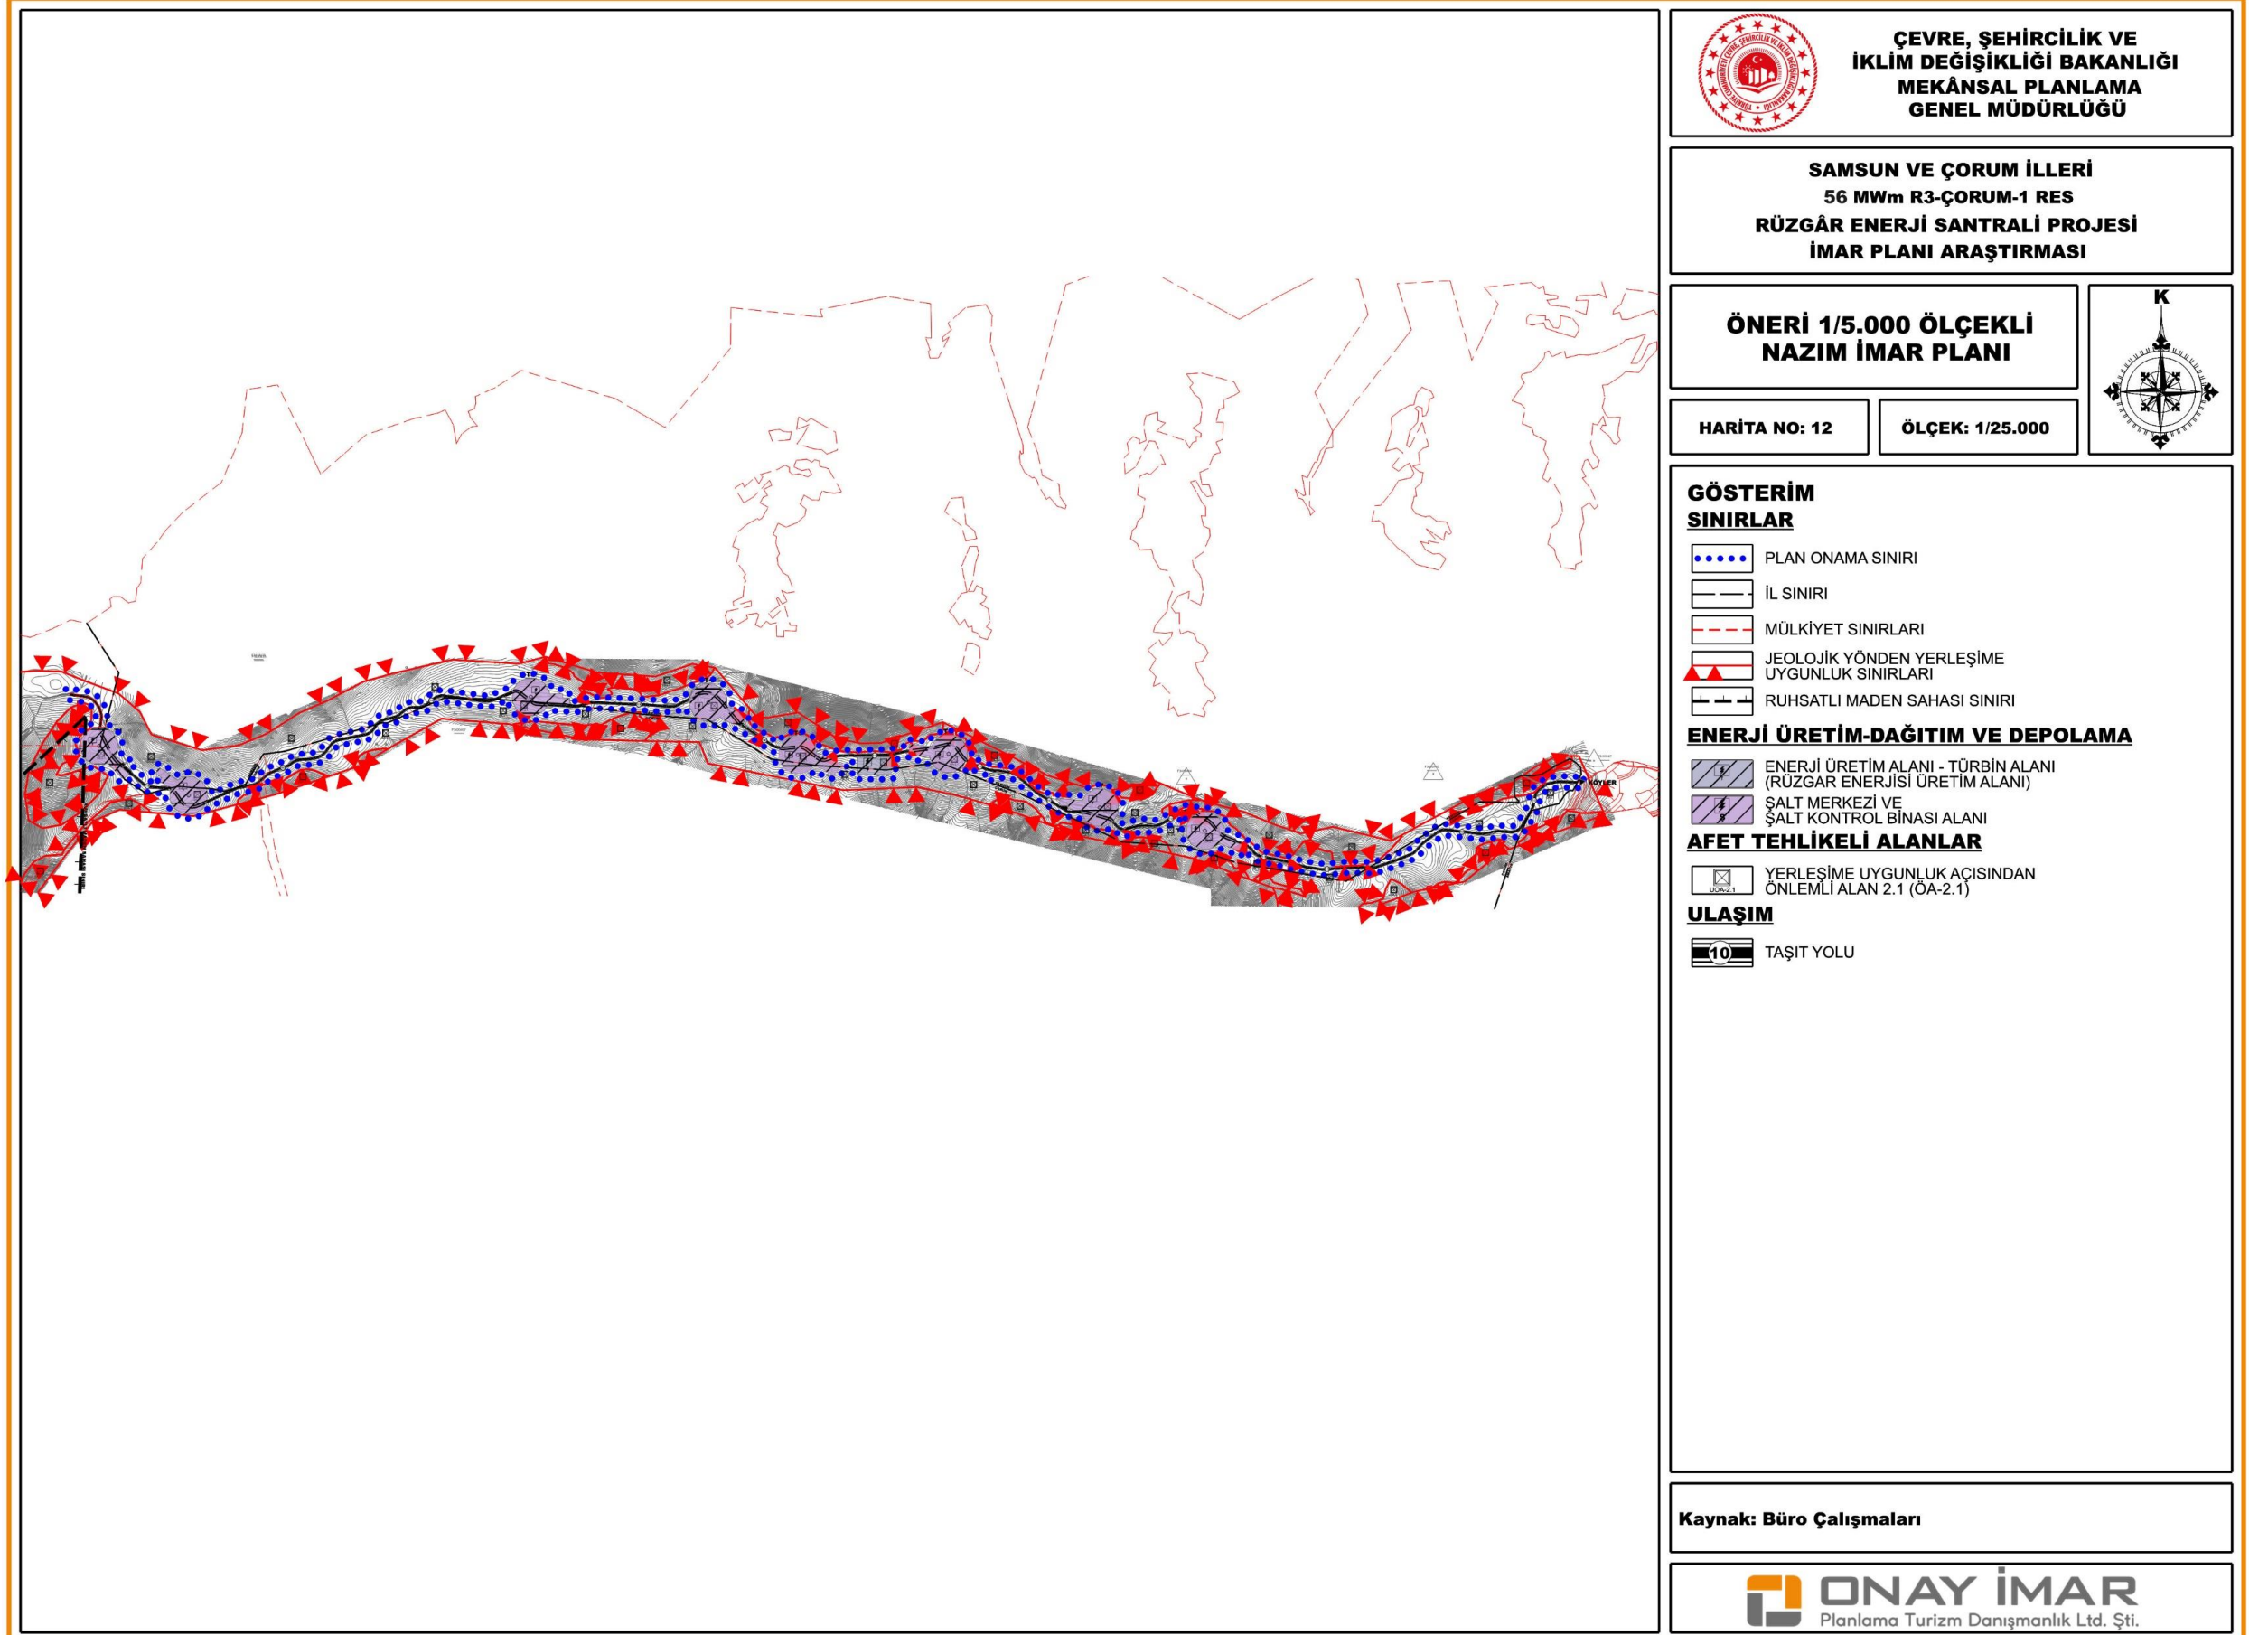 ÇEVRE, ŞEHİRCİLİK VE
İKLİM DEĞİŞİKLİĞİ BAKANLIĞI
MEKÂNSAL PLANLAMA
GENEL MÜDÜRLÜĞÜ
SAMSUN VE ÇORUM İLLERİ
56 MWm R3-ÇORUM-1 RES
RÜZGÂR ENERJİ SANTRALİ PROJESİ
İMAR PLANI ARAŞTIRMASI
ÖNERİ 1/5.000 ÖLÇEKLİ
NAZIM İMAR PLANI
K
HARİTA NO: 12
ÖLÇEK: 1/25.000
GÖSTERİM
SINIRLAR
PLAN ONAMA SINIRI
İL SINIRI
MÜLKİYET SINIRLARI
JEOLOJİK YÖNDEN YERLEŞİME
UYGUNLUK SINIRLARI
RUHSATLI MADEN SAHASI SINIRI
ENERJİ ÜRETİM-DAĞITIM VE DEPOLAMA
ENERJİ ÜRETİM ALANI - TÜRBİN ALANI
(RÜZGAR ENERJİSİ ÜRETİM ALANI)
ŞALT MERKEZİ VE
ŞALT KONTROL BİNASI ALANI
AFET TEHLİKELİ ALANLAR
UOA-2.1
YERLEŞİME UYGUNLUK AÇISINDAN
ÖNLEMLİ ALAN 2.1 (ÖA-2.1)
ULAŞIM
10
TAŞIT YOLU
KÖYLER
Kaynak: Büro Çalışmaları
ONAY İMAR
Planlama Turizm Danışmanlık Ltd. Şti.